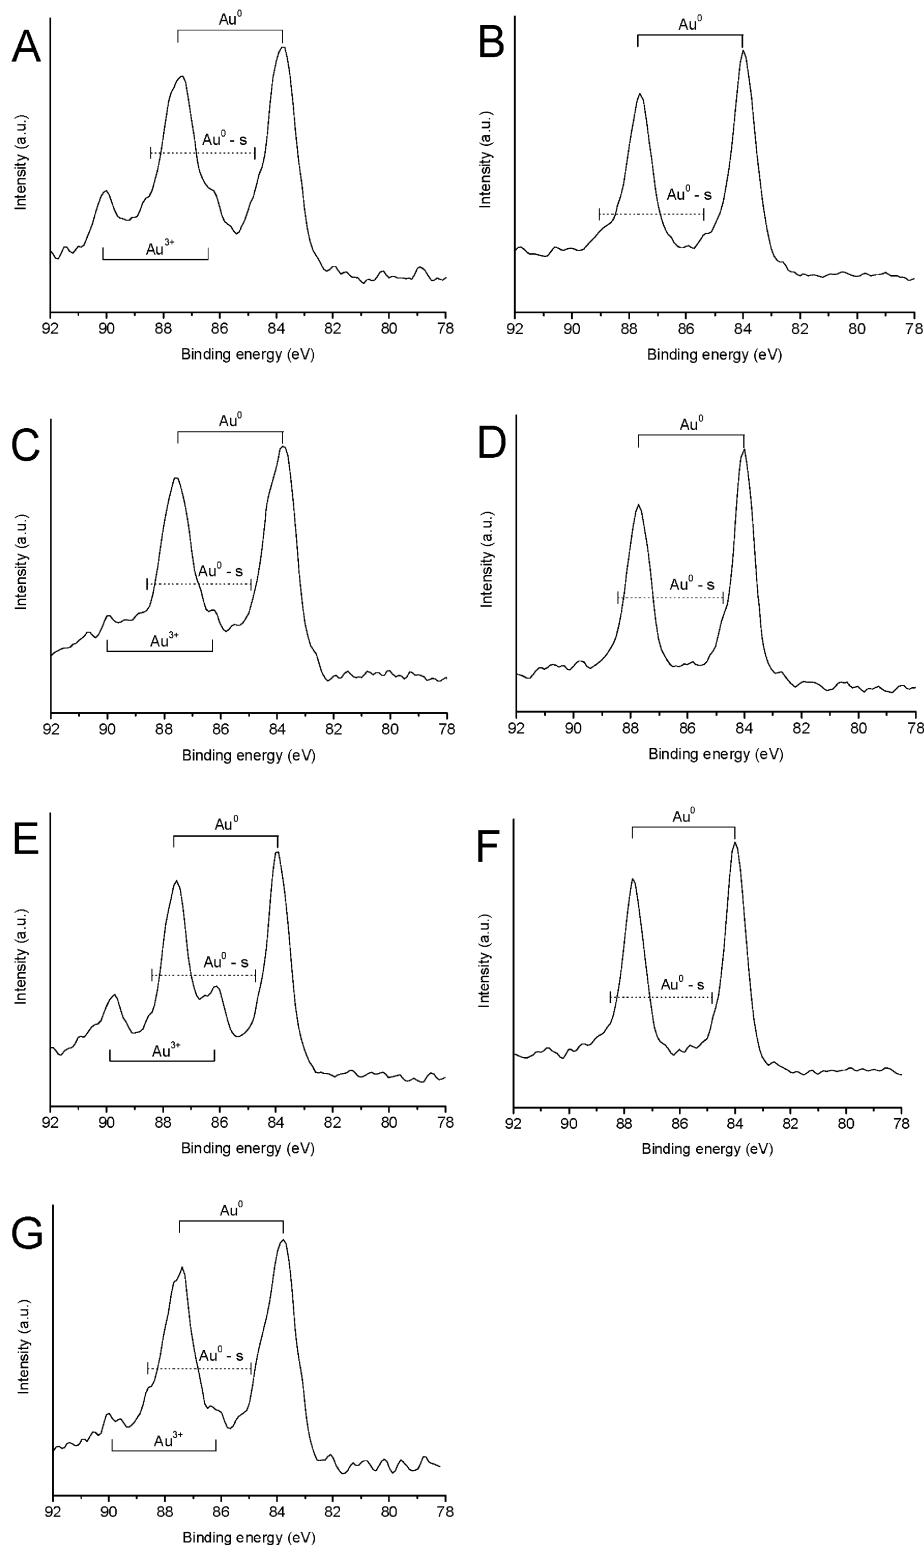 A
Au⁰
Au⁰ - s
Au³⁺
Intensity (a.u.)
92 90 88 86 84 82 80 78
Binding energy (eV)
B
Au⁰
Au⁰ - s
Intensity (a.u.)
92 90 88 86 84 82 80 78
Binding energy (eV)
C
Au⁰
Au⁰ - s
Au³⁺
Intensity (a.u.)
92 90 88 86 84 82 80 78
Binding energy (eV)
D
Au⁰
Au⁰ - s
Intensity (a.u.)
92 90 88 86 84 82 80 78
Binding energy (eV)
E
Au⁰
Au⁰ - s
Au³⁺
Intensity (a.u.)
92 90 88 86 84 82 80 78
Binding energy (eV)
F
Au⁰
Au⁰ - s
Intensity (a.u.)
92 90 88 86 84 82 80 78
Binding energy (eV)
G
Au⁰
Au⁰ - s
Au³⁺
Intensity (a.u.)
92 90 88 86 84 82 80 78
Binding energy (eV)